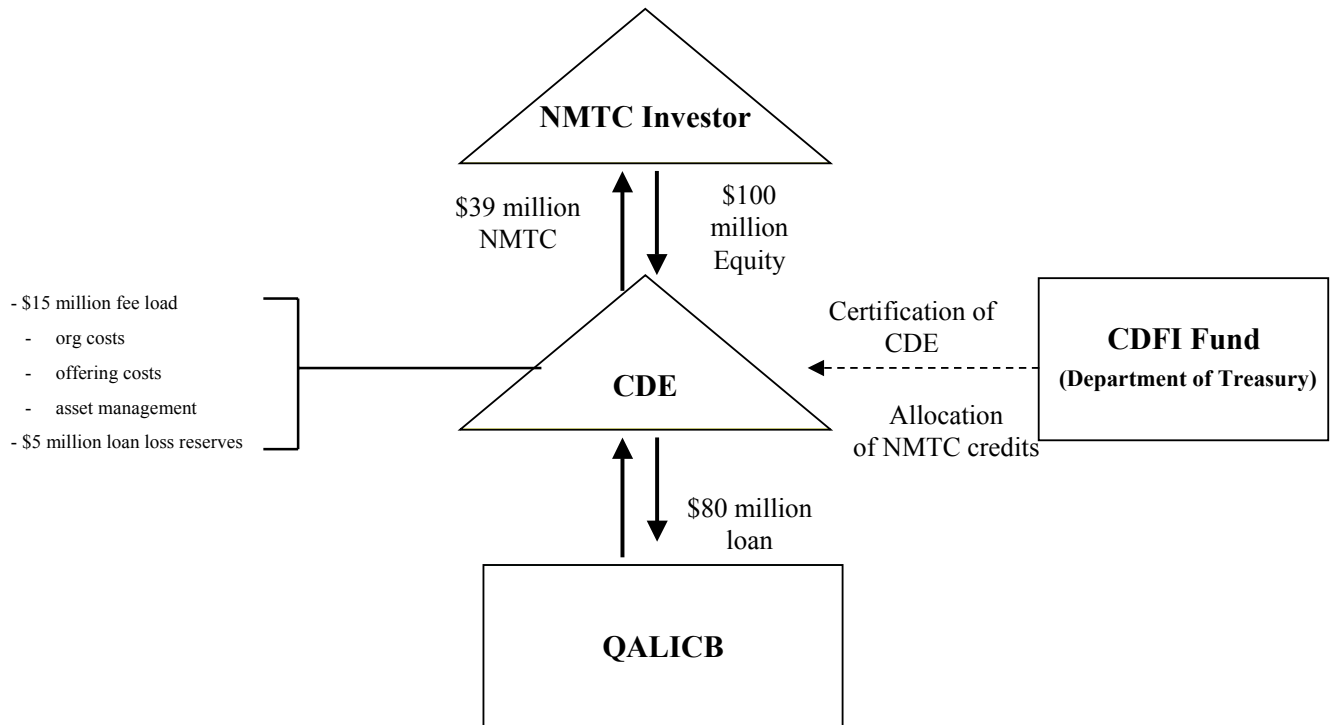 NMTC Investor
$39 million
NMTC
$100
million
Equity
- $15 million fee load
- org costs
- offering costs
- asset management
- $5 million loan loss reserves
CDE
Certification of
CDE
Allocation
of NMTC credits
CDFI Fund
(Department of Treasury)
$80 million
loan
QALICB